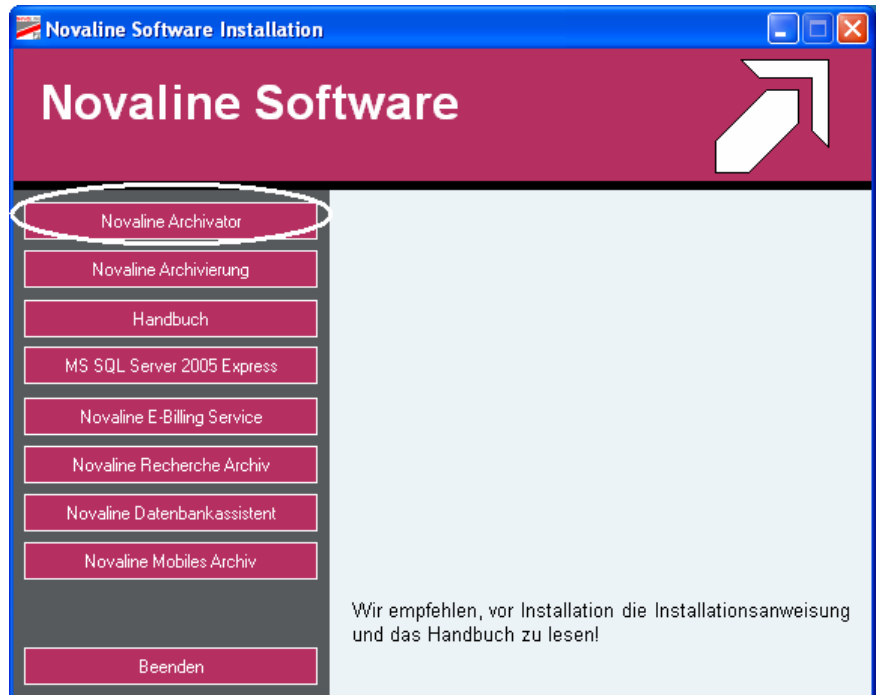 Novaline Software Installation
Novaline Software
Novaline Archivator
Novaline Archivierung
Handbuch
MS SQL Server 2005 Express
Novaline E-Billing Service
Novaline Recherche Archiv
Novaline Datenbankassistent
Novaline Mobiles Archiv
Wir empfehlen, vor Installation die Installationsanweisung
und das Handbuch zu lesen!
Beenden